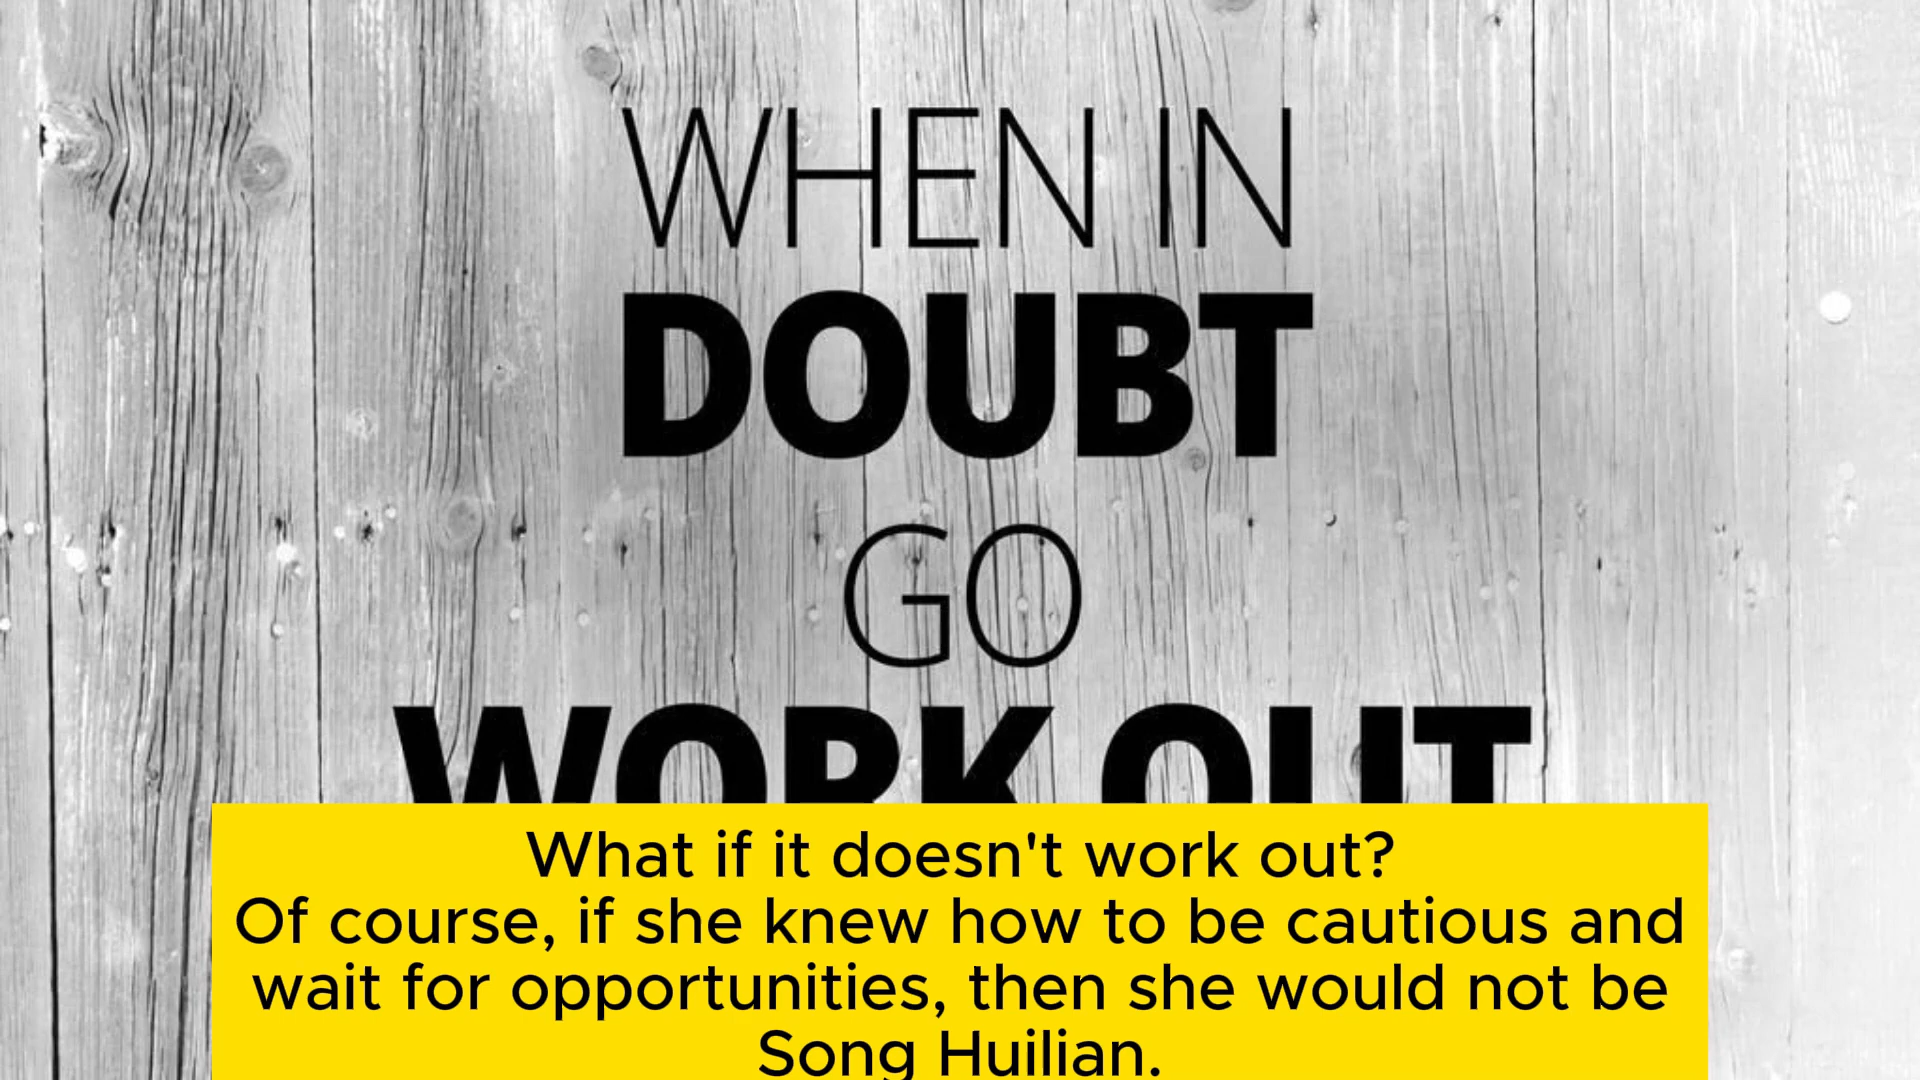 WHEN IN
DOUBT
GO
WORK OUT
What if it doesn't work out?
Of course, if she knew how to be cautious and
wait for opportunities, then she would not be
Song Huilian.